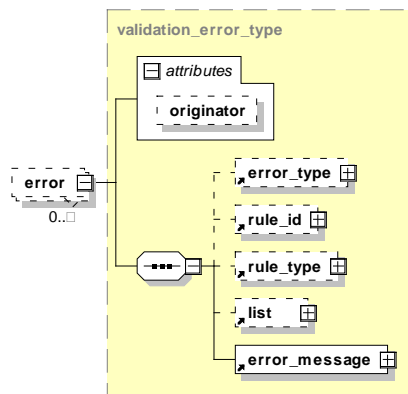 validation_error_type
attributes
originator
error
0..□
error_type
rule_id
rule_type
list
error_message